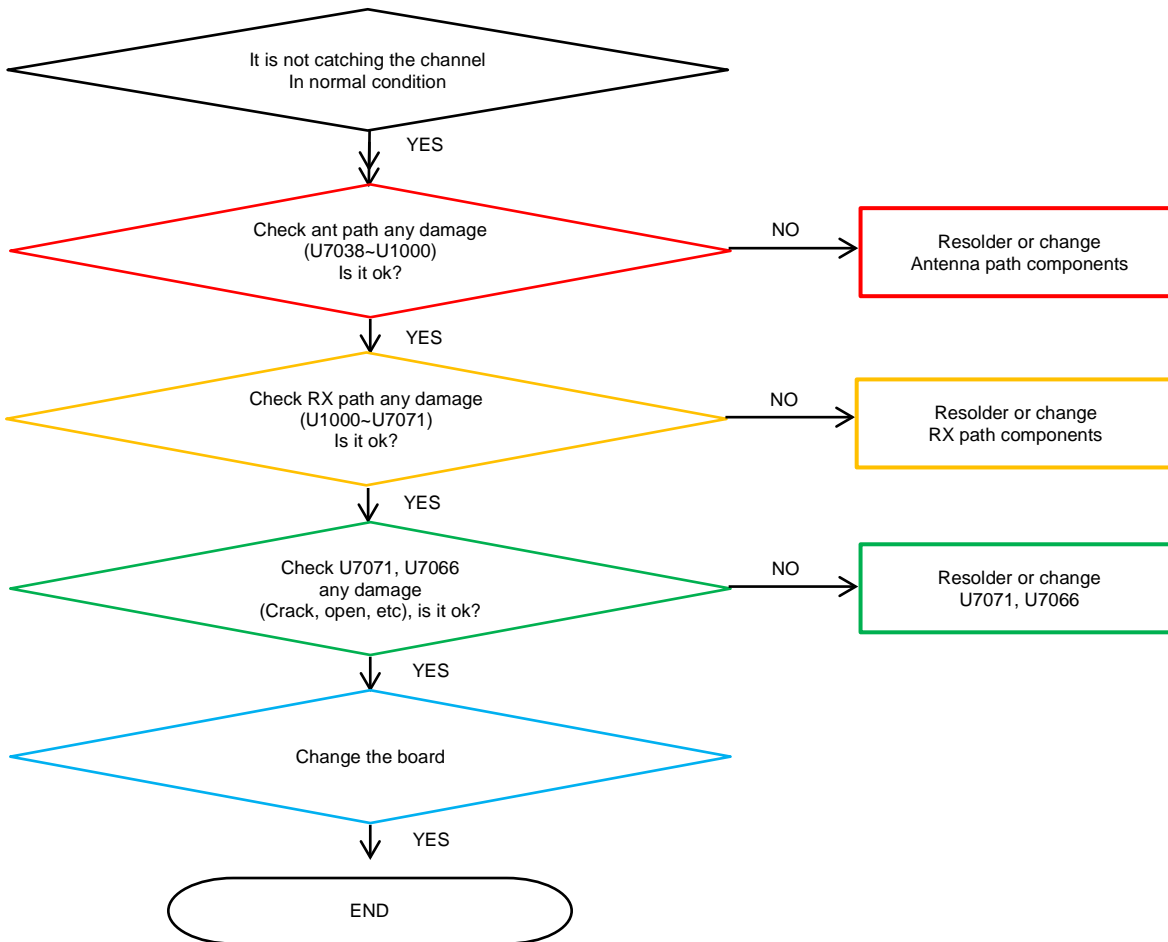 It is not catching the channel
In normal condition
YES
Check ant path any damage
(U7038~U1000)
Is it ok?
NO
Resolder or change
Antenna path components
YES
Check RX path any damage
(U1000~U7071)
Is it ok?
NO
Resolder or change
RX path components
YES
Check U7071, U7066
any damage
(Crack, open, etc), is it ok?
NO
Resolder or change
U7071, U7066
YES
Change the board
YES
END